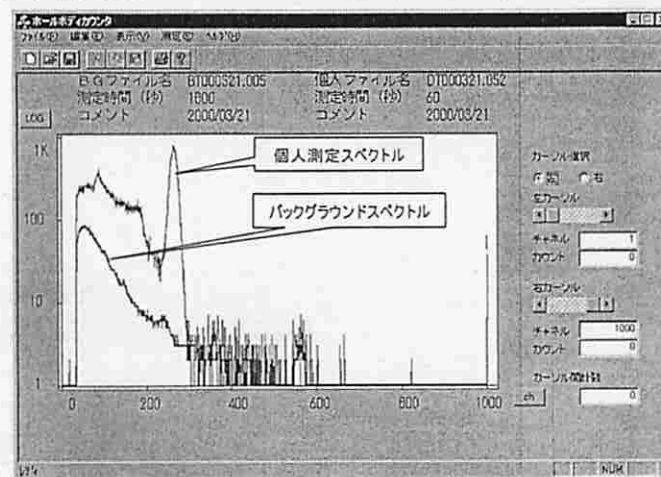 ホールボディカウンタ
ファイル(F) 編集(E) 表示(V) 測定(S) ヘルプ(H)
BGファイル名 BT000321.005 個人ファイル名 DT000321.052
測定時間(秒) 1800 測定時間(秒) 60
コメント 2000/03/21 コメント 2000/03/21
LOG
1K
100
10
1
0 200 400 600 800 1000
個人測定スペクトル
バックグラウンドスペクトル
カーソル選択
左 右
左カーソル
チャネル 1
カウント 0
右カーソル
チャネル 1000
カウント 0
カーソル間計数
ch 0
レディ NUM